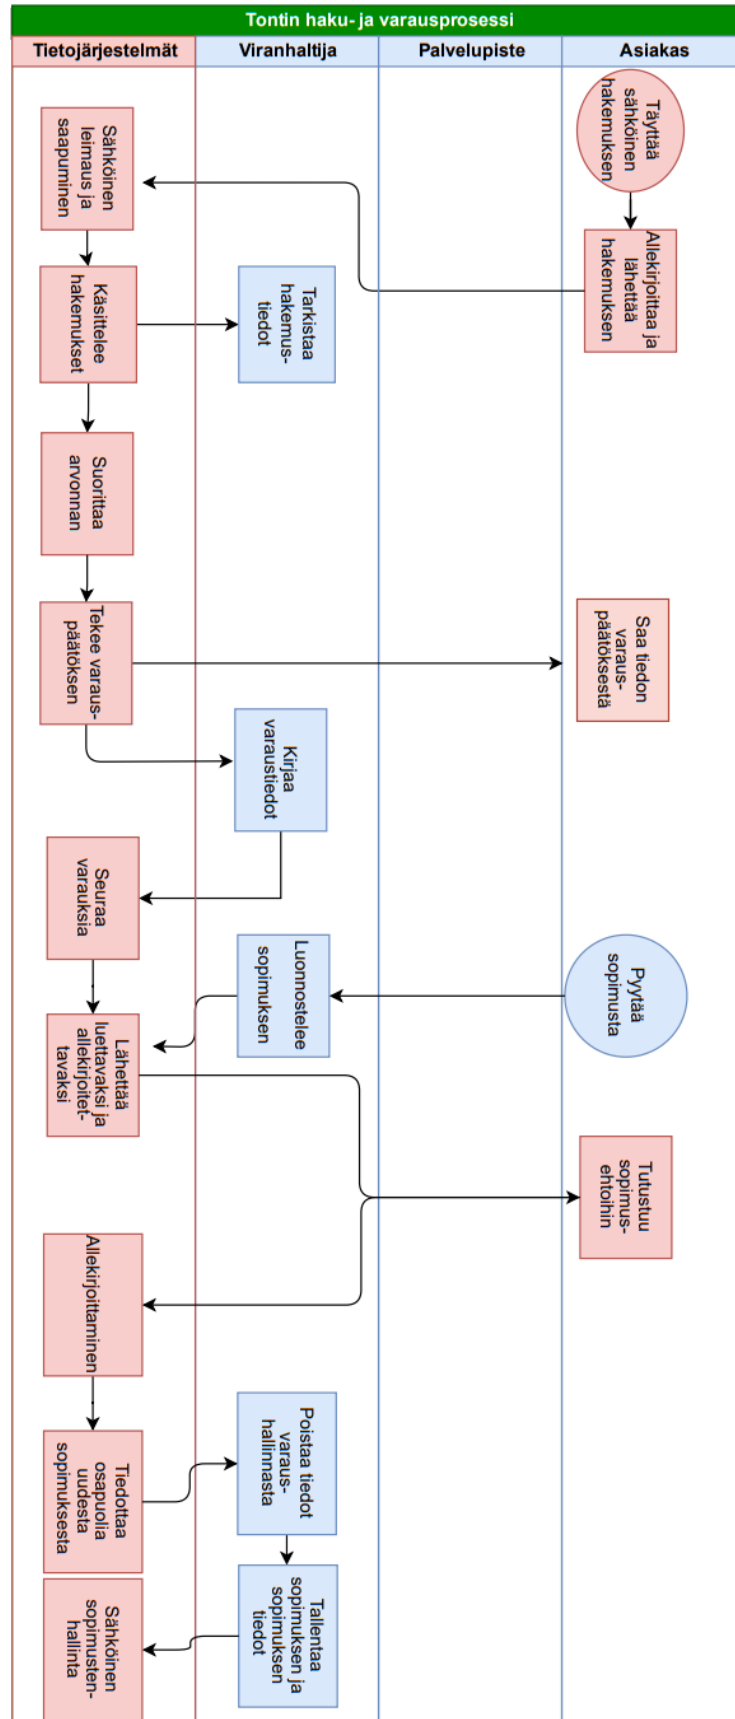 Tontin haku- ja varausprosessi
Tietojärjestelmät
Viranhaltija
Palvelupiste
Asiakas
Täyttää
sähköinen
hakemuksen
Allekirjoittaa ja
lähettää
hakemuksen
Sähköinen
leimaus ja
saapuminen
Käsittelee
hakemukset
Tarkistaa
hakemus-
tiedot
Suorittaa
arvonnan
Tekee varaus-
päätöksen
Saa tiedon
varaus-
päätöksestä
Kirjaa
varaustiedot
Seuraa
varauksia
Pyytää
sopimusta
Luonnostelee
sopimuksen
Lähettää
luettavaksi ja
allekirjoitet-
tavaksi
Tutustuu
sopimus-
ehtoihin
Allekirjoittaminen
Tiedottaa
osapuolia
uudesta
sopimuksesta
Poistaa tiedot
varaus-
hallinnasta
Tallentaa
sopimuksen ja
sopimuksen
tiedot
Sähköinen
sopimusten-
hallinta